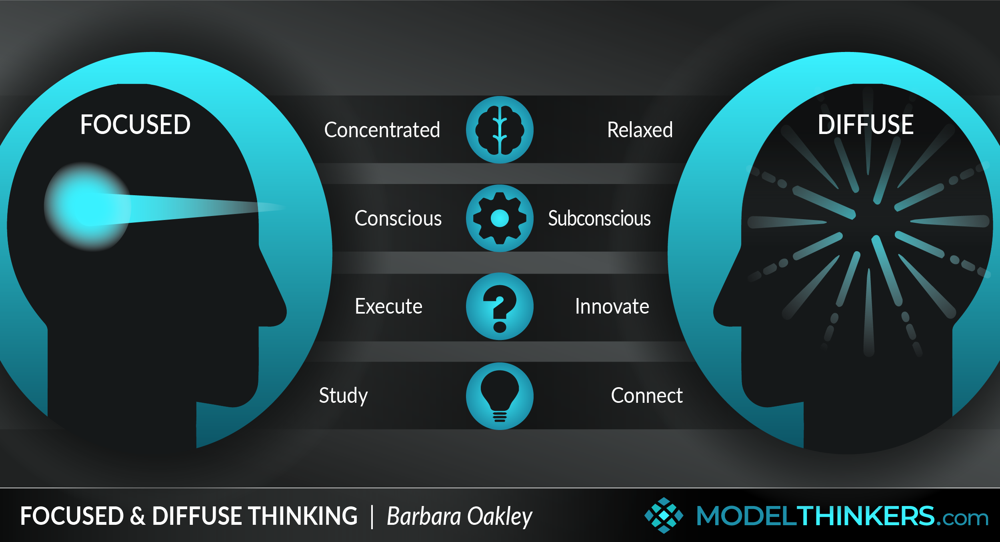 FOCUSED
DIFFUSE
Concentrated
Relaxed
Conscious
Subconscious
Execute
Innovate
Study
Connect
FOCUSED & DIFFUSE THINKING | Barbara Oakley
MODELTHINKERS.com